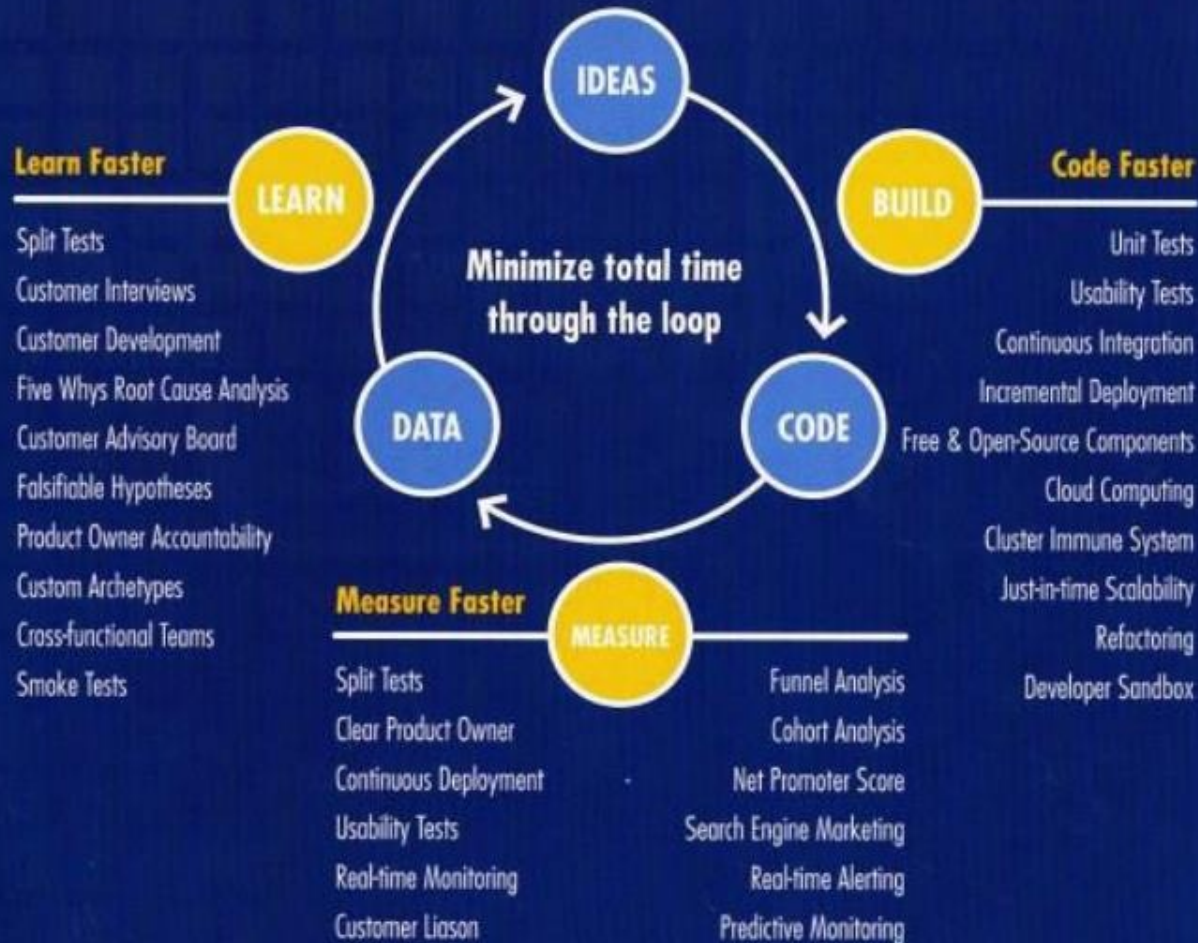 IDEAS
Learn Faster
LEARN
Split Tests
Customer Interviews
Customer Development
Five Whys Root Cause Analysis
Customer Advisory Board
Falsifiable Hypotheses
Product Owner Accountability
Custom Archetypes
Cross-functional Teams
Smoke Tests
Minimize total time
through the loop
DATA
CODE
BUILD
Code Faster
Unit Tests
Usability Tests
Continuous Integration
Incremental Deployment
Free & Open-Source Components
Cloud Computing
Cluster Immune System
Just-in-time Scalability
Refactoring
Developer Sandbox
Measure Faster
MEASURE
Split Tests
Clear Product Owner
Continuous Deployment
Usability Tests
Real-time Monitoring
Customer Liason
Funnel Analysis
Cohort Analysis
Net Promoter Score
Search Engine Marketing
Real-time Alerting
Predictive Monitoring